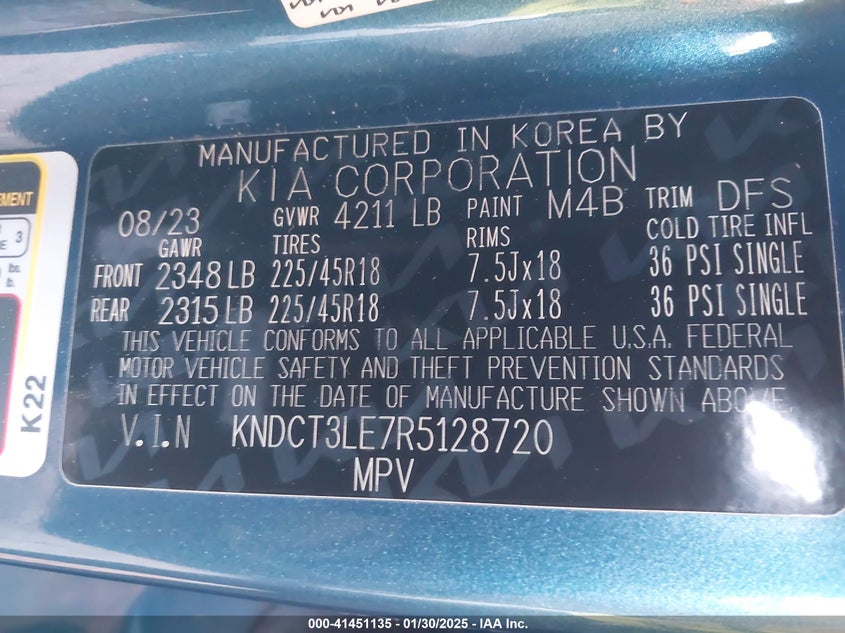 MANUFACTURED IN KOREA BY
KIA CORPORATION
08/23 GVWR 4211 LB PAINT M4B TRIM DFS
GAWR TIRES RIMS COLD TIRE INFL
FRONT 2348 LB 225/45R18 7.5Jx18 36 PSI SINGLE
REAR 2315 LB 225/45R18 7.5Jx18 36 PSI SINGLE
THIS VEHICLE CONFORMS TO ALL APPLICABLE U.S.A. FEDERAL
MOTOR VEHICLE SAFETY AND THEFT PREVENTION STANDARDS
IN EFFECT ON THE DATE OF MANUFACTURE SHOWN ABOVE.
V.I.N KNDCT3LE7R5128720
MPV
3
lbs.
K22
000-41451135 - 01/30/2025 - IAA Inc.